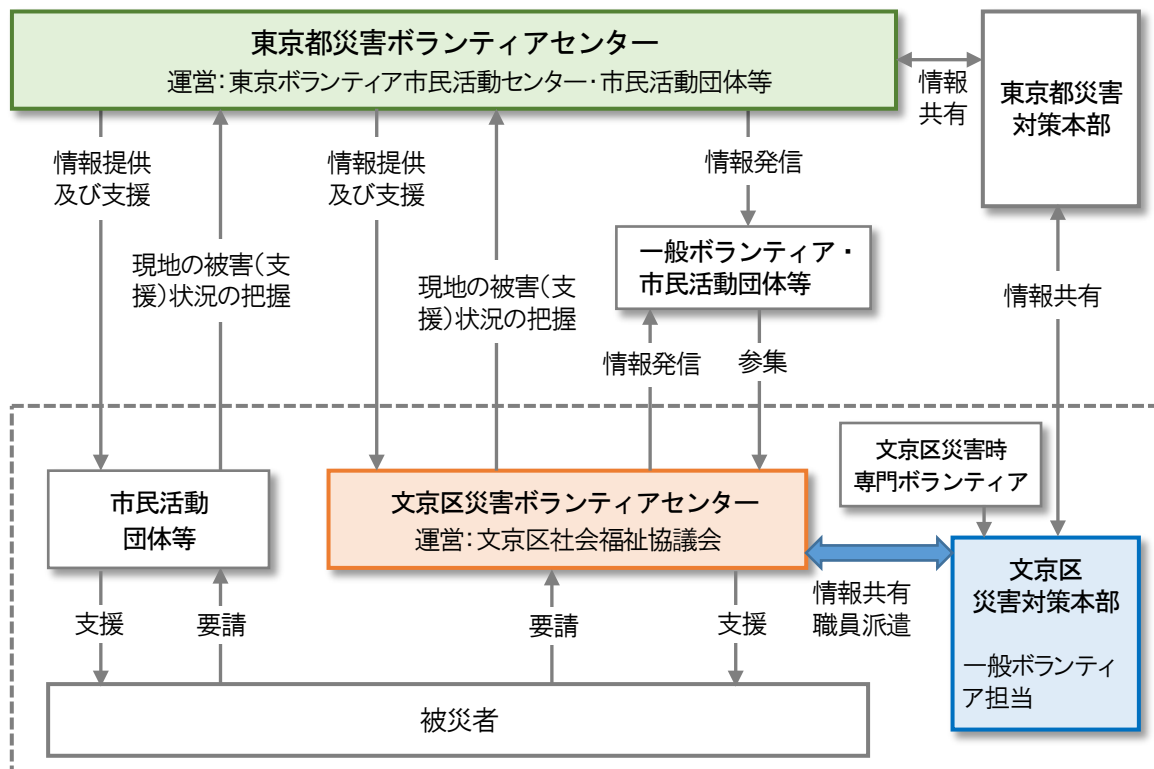 東京都災害ボランティアセンター
運営：東京ボランティア市民活動センター・市民活動団体等
情報
共有
東京都災害
対策本部
情報提供
及び支援
情報提供
及び支援
情報発信
現地の被害（支
援）状況の把握
現地の被害（支
援）状況の把握
一般ボランティア・
市民活動団体等
情報共有
情報発信
参集
市民活動
団体等
文京区災害ボランティアセンター
運営：文京区社会福祉協議会
文京区災害時
専門ボランティア
情報共有
職員派遣
文京区
災害対策本部
一般ボランティ
ア担当
支援
要請
要請
支援
被災者